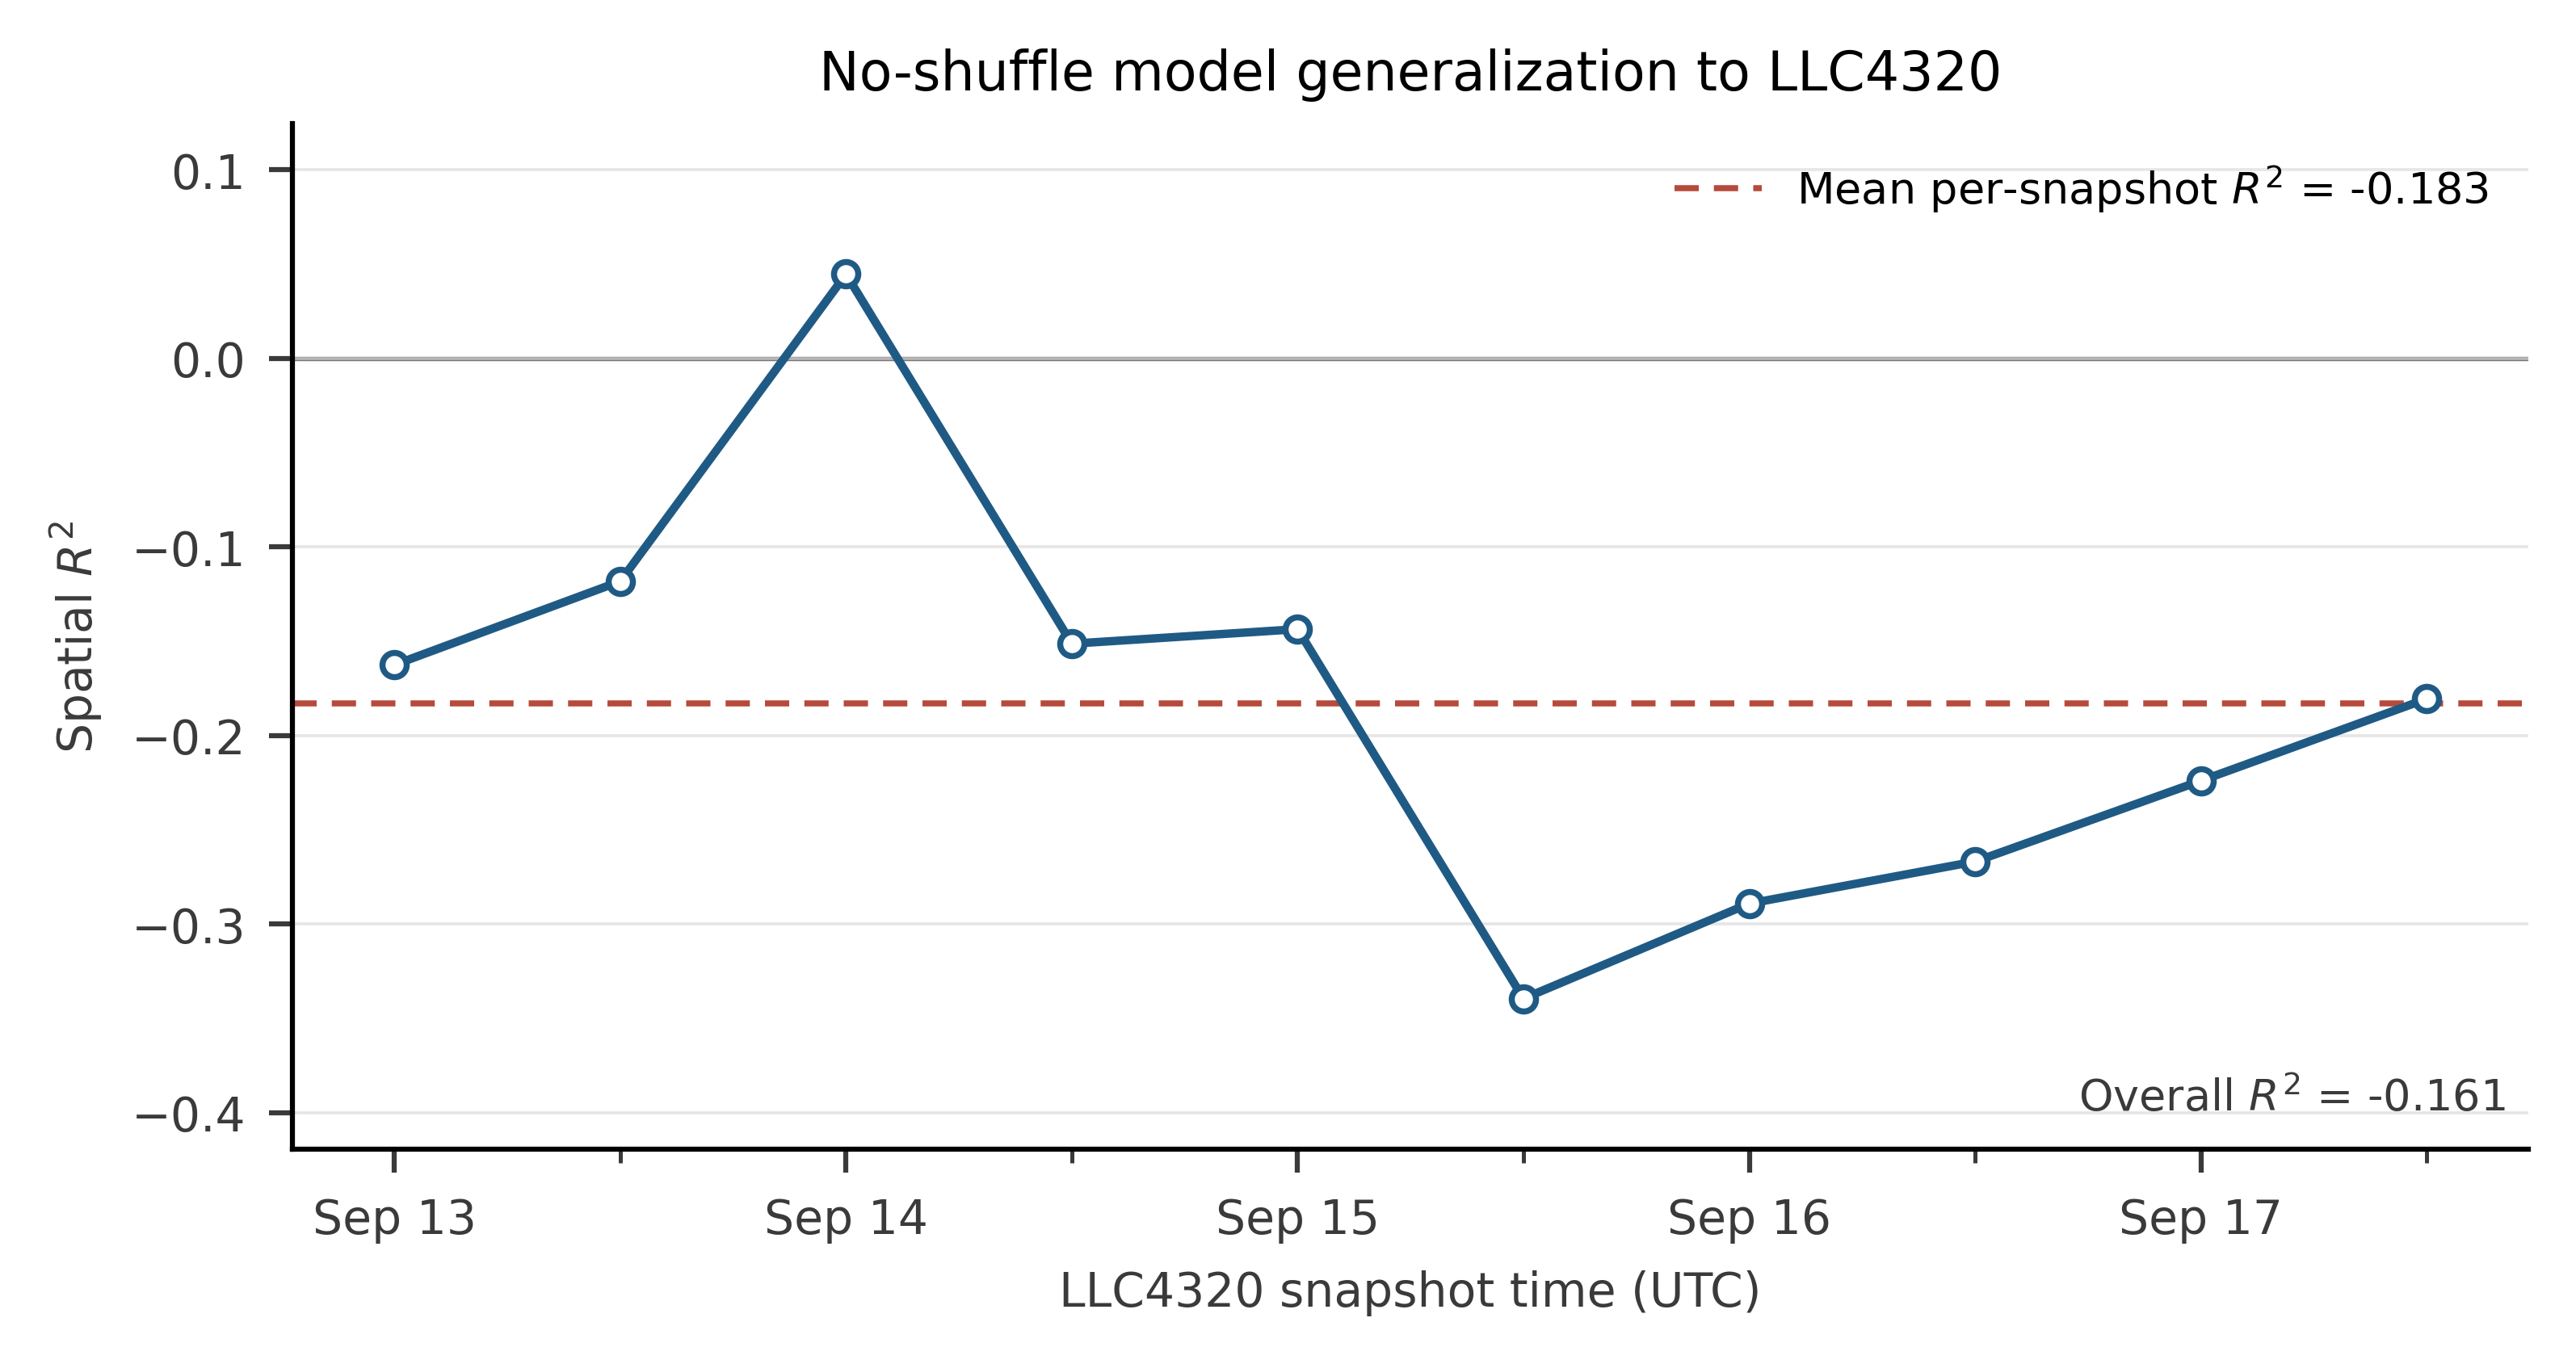 No-shuffle model generalization to LLC4320
0.1
Mean per-snapshot R² = -0.183
0.0
−0.1
Spatial R²
−0.2
−0.3
Overall R² = -0.161
−0.4
Sep 13 Sep 14 Sep 15 Sep 16 Sep 17
LLC4320 snapshot time (UTC)